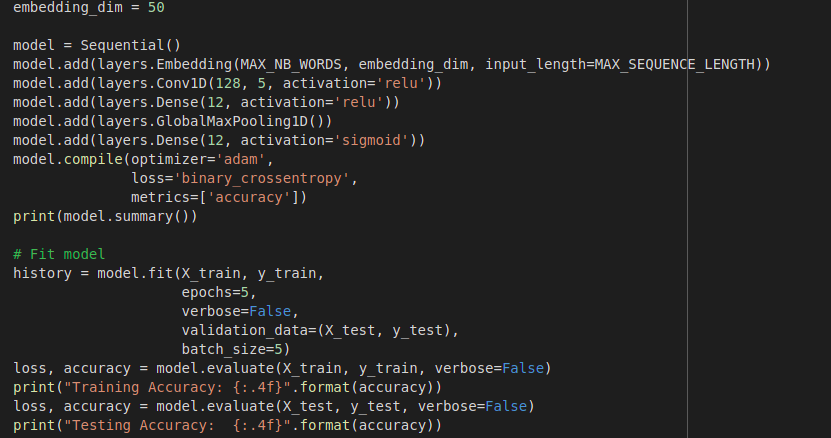 embedding_dim = 50
model = Sequential()
model.add(layers.Embedding(MAX_NB_WORDS, embedding_dim, input_length=MAX_SEQUENCE_LENGTH))
model.add(layers.Conv1D(128, 5, activation='relu'))
model.add(layers.Dense(12, activation='relu'))
model.add(layers.GlobalMaxPooling1D())
model.add(layers.Dense(12, activation='sigmoid'))
model.compile(optimizer='adam',
              loss='binary_crossentropy',
              metrics=['accuracy'])
print(model.summary())
# Fit model
history = model.fit(X_train, y_train,
                    epochs=5,
                    verbose=False,
                    validation_data=(X_test, y_test),
                    batch_size=5)
loss, accuracy = model.evaluate(X_train, y_train, verbose=False)
print("Training Accuracy: {:.4f}".format(accuracy))
loss, accuracy = model.evaluate(X_test, y_test, verbose=False)
print("Testing Accuracy:  {:.4f}".format(accuracy))